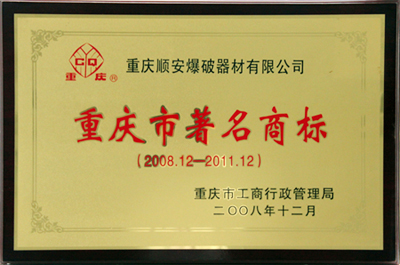 CQ
重庆®
重庆顺安爆破器材有限公司
重庆市著名商标
(2008.12—2011.12)
重庆市工商行政管理局
二〇〇八年十二月